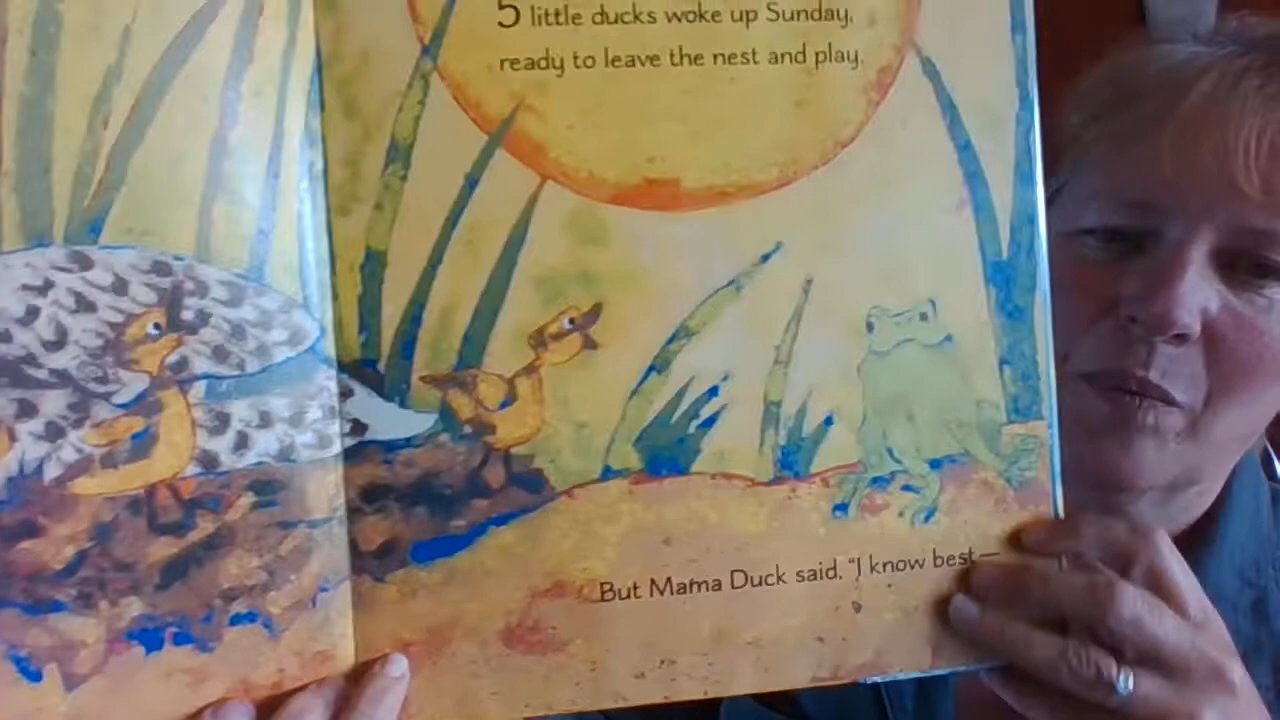 5 little ducks woke up Sunday,
ready to leave the nest and play.
But Mama Duck said, "I know best—